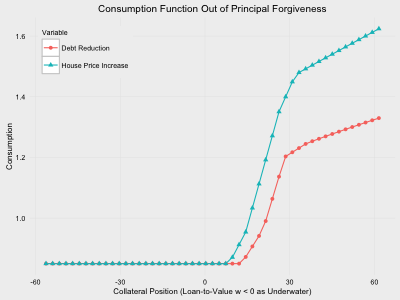 Consumption Function Out of Principal Forgiveness
Variable
Debt Reduction
House Price Increase
Consumption
1.6
1.4
1.2
1.0
-60
-30
0
30
60
Collateral Position (Loan-to-Value w < 0 as Underwater)